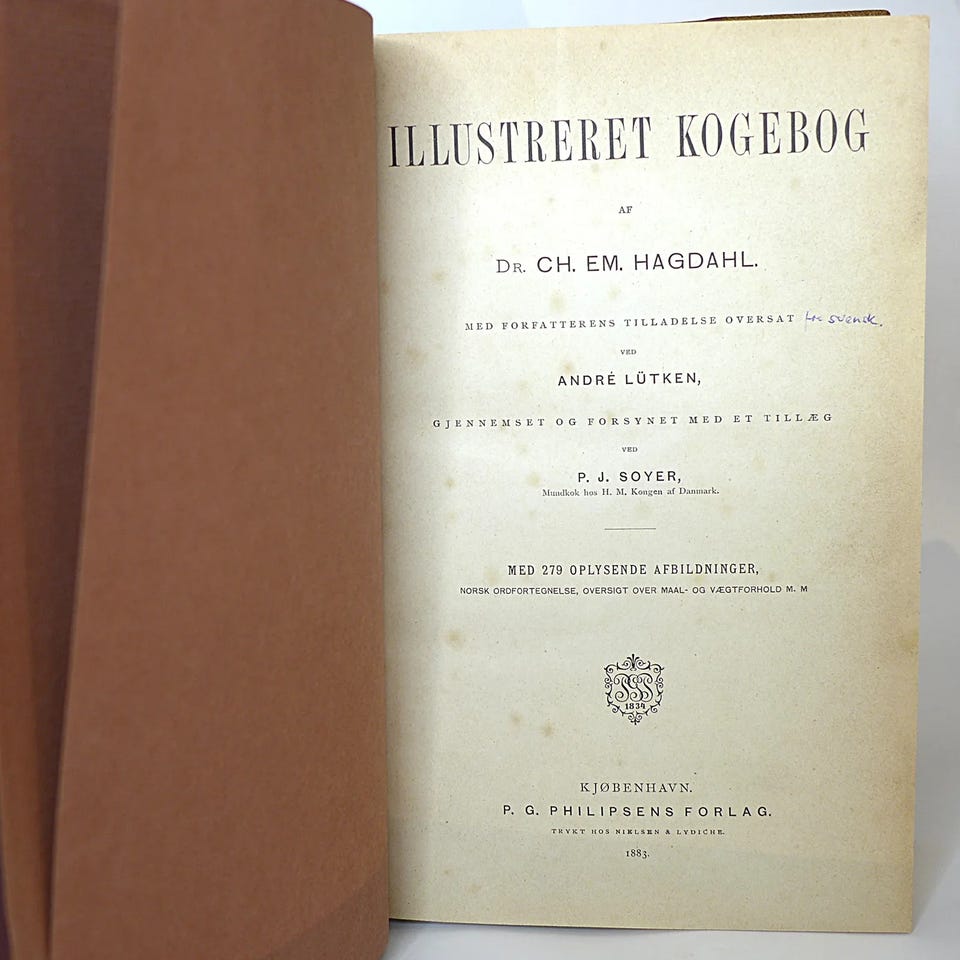 ILLUSTRERET KOGEBOG
AF
DR. CH. EM. HAGDAHL.
MED FORFATTERENS TILLADELSE OVERSAT fra svensk.
VED
ANDRÉ LÜTKEN,
GJENNEMSET OG FORSYNET MED ET TILLÆG
VED
P. J. SOYER,
Mundkok hos H. M. Kongen af Danmark.
MED 279 OPLYSENDE AFBILDNINGER,
NORSK ORDFORTEGNELSE, OVERSIGT OVER MAAL- OG VÆGTFORHOLD M. M
1834
KJØBENHAVN.
P. G. PHILIPSENS FORLAG.
TRYKT HOS NIELSEN & LYDICHE.
1883.